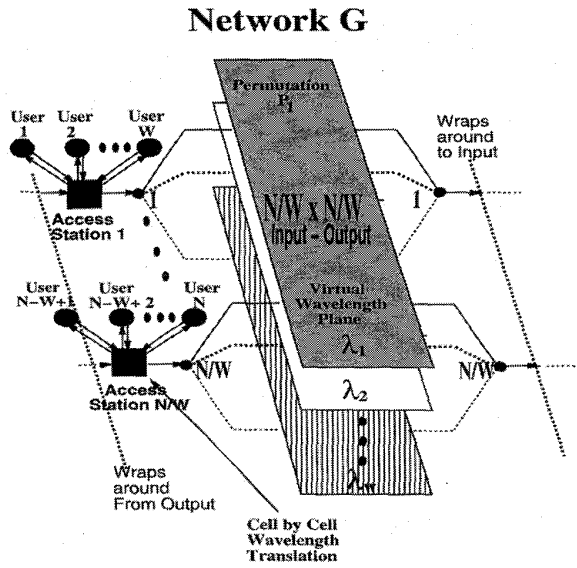 Network G
Permutation
P1
User
1
User
2
User
W
Wraps
around
to Input
1
1
Access
Station 1
N/W x N/W
Input - Output
User
N-W+1
User
N-W+ 2
User
N
Virtual
Wavelength
Plane
λ1
N/W
N/W
Access
Station N/W
λ2
λw
Wraps
around
From Output
Cell by Cell
Wavelength
Translation